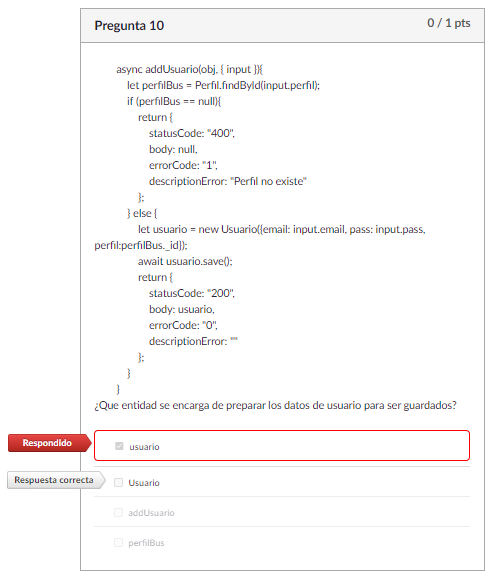 Pregunta 10
0 / 1 pts
async addUsuario(obj, { input }){
let perfilBus = Perfil.findById(input.perfil);
if (perfilBus == null){
return {
statusCode: "400",
body: null,
errorCode: "1",
descriptionError: "Perfil no existe"
};
} else {
let usuario = new Usuario({email: input.email, pass: input.pass,
perfil:perfilBus._id});
await usuario.save();
return {
statusCode: "200",
body: usuario,
errorCode: "0",
descriptionError: ""
};
}
}
¿Que entidad se encarga de preparar los datos de usuario para ser guardados?
Respondido
usuario
Respuesta correcta
Usuario
addUsuario
perfilBus